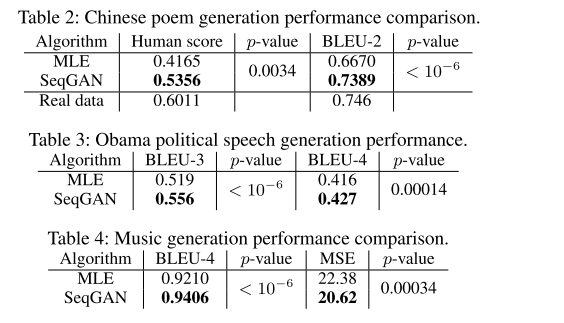 Table 2: Chinese poem generation performance comparison.
Algorithm Human score p-value BLEU-2 p-value
MLE 0.4165 0.0034 0.6670 < 10⁻⁶
SeqGAN 0.5356 0.7389
Real data 0.6011 0.746
Table 3: Obama political speech generation performance.
Algorithm BLEU-3 p-value BLEU-4 p-value
MLE 0.519 < 10⁻⁶ 0.416 0.00014
SeqGAN 0.556 0.427
Table 4: Music generation performance comparison.
Algorithm BLEU-4 p-value MSE p-value
MLE 0.9210 < 10⁻⁶ 22.38 0.00034
SeqGAN 0.9406 20.62